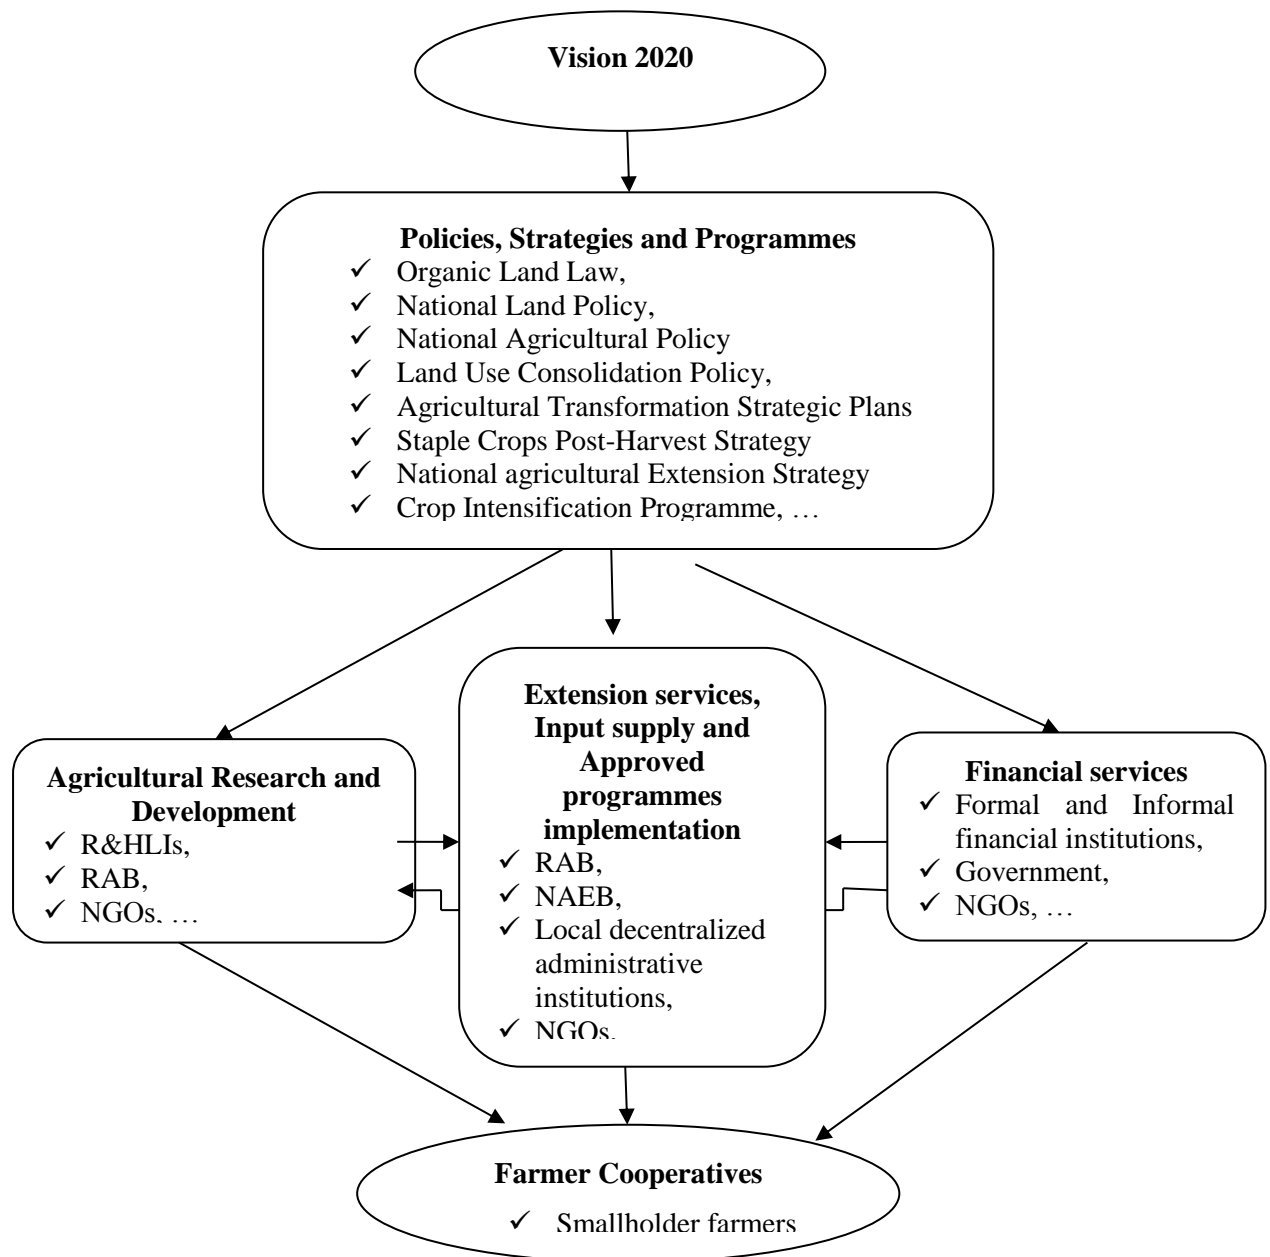 Vision 2020
Policies, Strategies and Programmes
✓ Organic Land Law,
✓ National Land Policy,
✓ National Agricultural Policy
✓ Land Use Consolidation Policy,
✓ Agricultural Transformation Strategic Plans
✓ Staple Crops Post-Harvest Strategy
✓ National agricultural Extension Strategy
✓ Crop Intensification Programme, …
Agricultural Research and
Development
✓ R&HLIs,
✓ RAB,
✓ NGOs, …
Extension services,
Input supply and
Approved
programmes
implementation
✓ RAB,
✓ NAEB,
✓ Local decentralized
administrative
institutions,
✓ NGOs,
Financial services
✓ Formal and Informal
financial institutions,
✓ Government,
✓ NGOs, …
Farmer Cooperatives
✓ Smallholder farmers